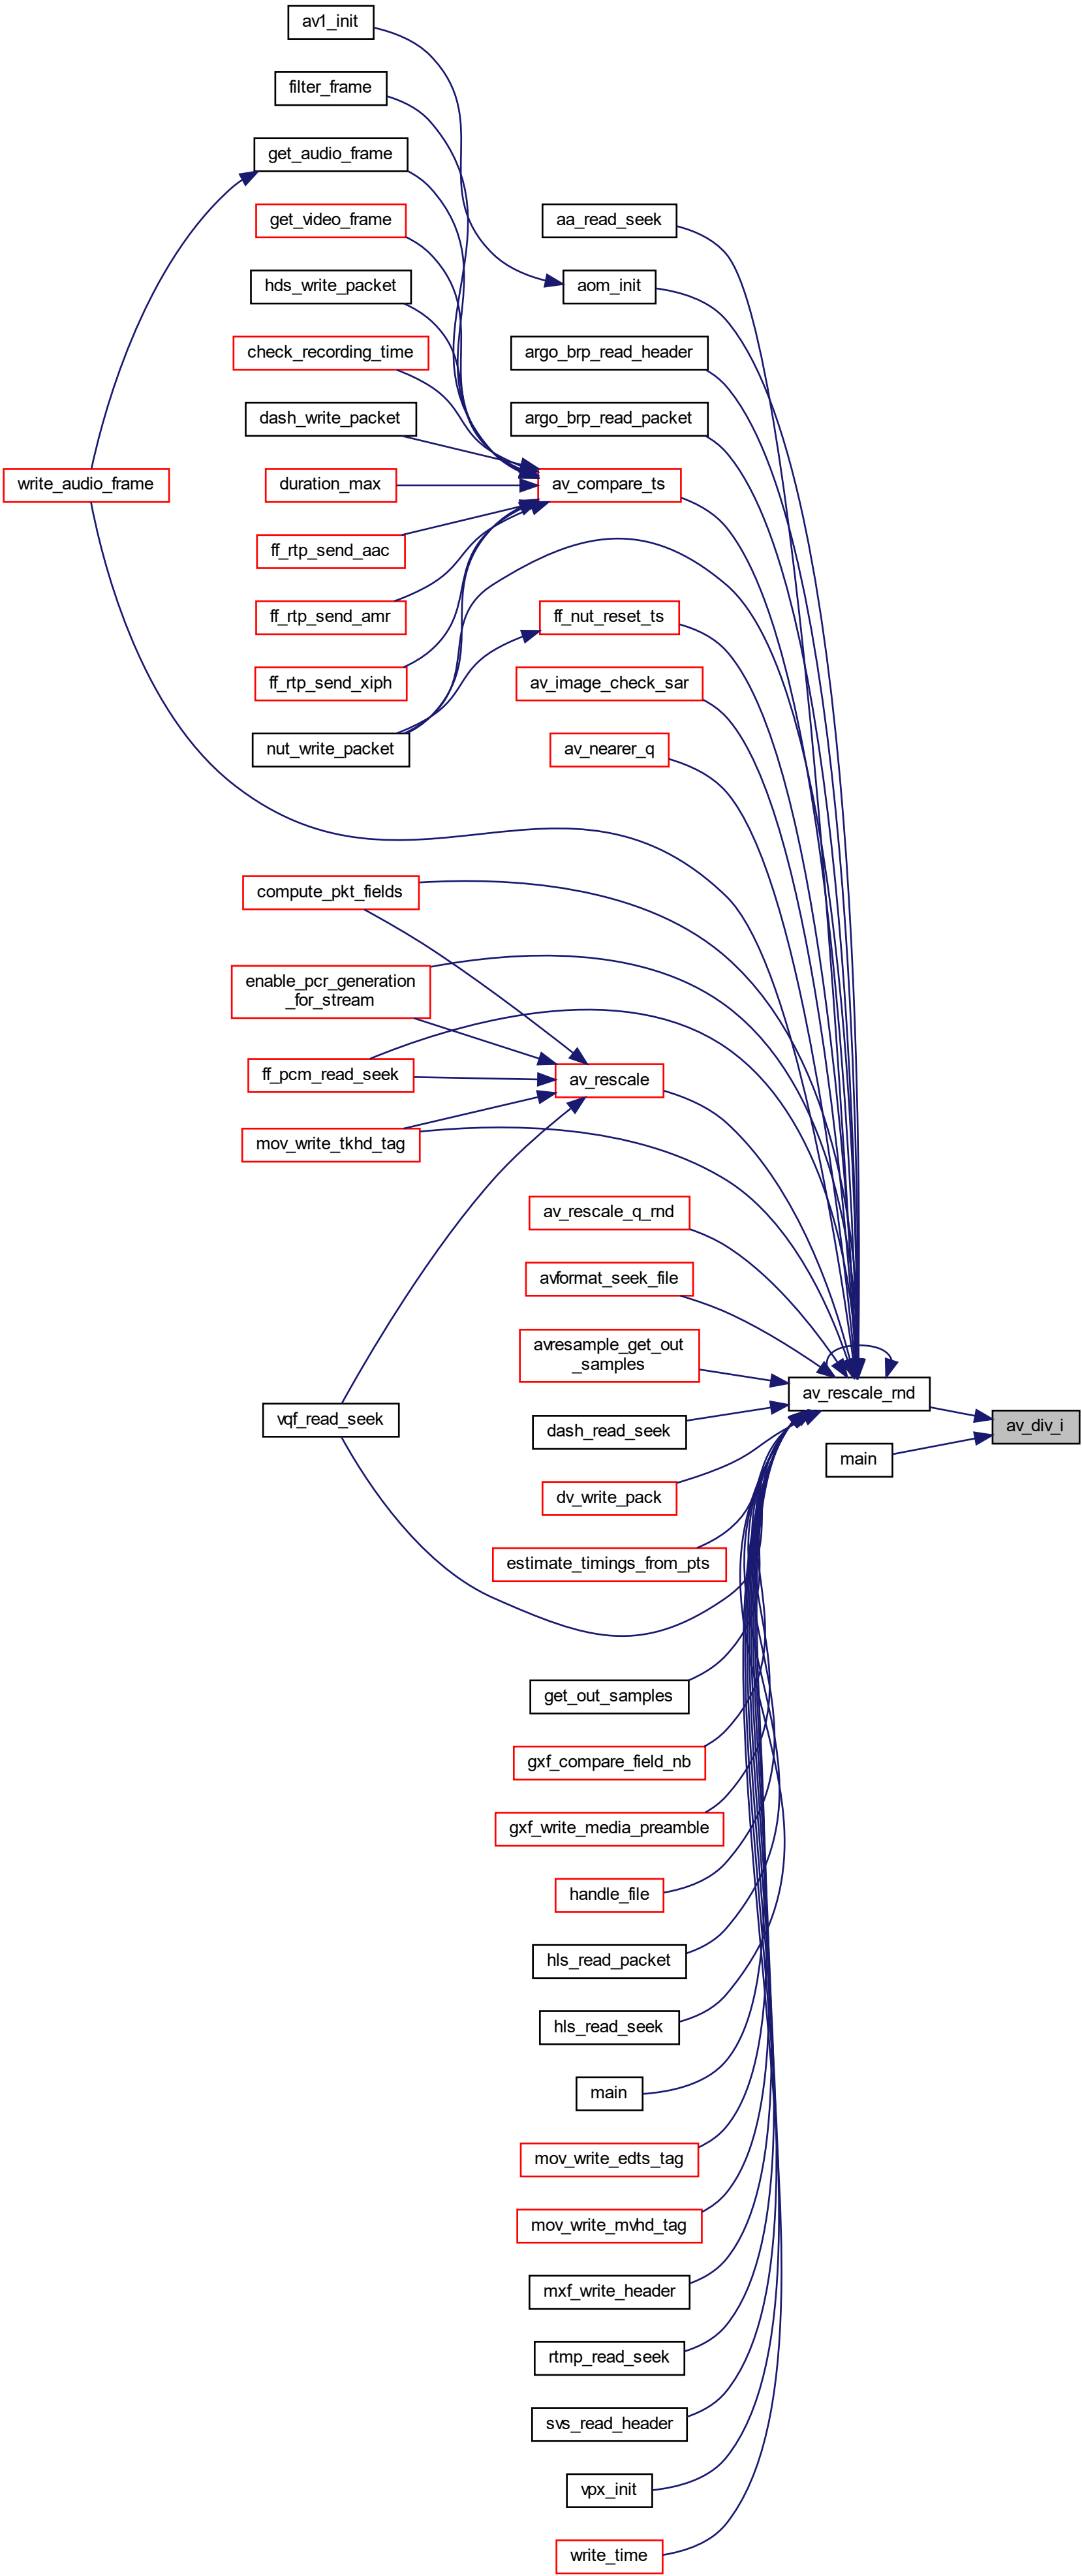 av1_init
filter_frame
get_audio_frame
get_video_frame
aa_read_seek
hds_write_packet
aom_init
check_recording_time
argo_brp_read_header
dash_write_packet
argo_brp_read_packet
write_audio_frame
duration_max
av_compare_ts
ff_rtp_send_aac
ff_rtp_send_amr
ff_nut_reset_ts
ff_rtp_send_xiph
av_image_check_sar
nut_write_packet
av_nearer_q
compute_pkt_fields
enable_pcr_generation
_for_stream
ff_pcm_read_seek
av_rescale
mov_write_tkhd_tag
av_rescale_q_rnd
avformat_seek_file
avresample_get_out
_samples
av_rescale_rnd
vqf_read_seek
dash_read_seek
av_div_i
main
dv_write_pack
estimate_timings_from_pts
get_out_samples
gxf_compare_field_nb
gxf_write_media_preamble
handle_file
hls_read_packet
hls_read_seek
main
mov_write_edts_tag
mov_write_mvhd_tag
mxf_write_header
rtmp_read_seek
svs_read_header
vpx_init
write_time